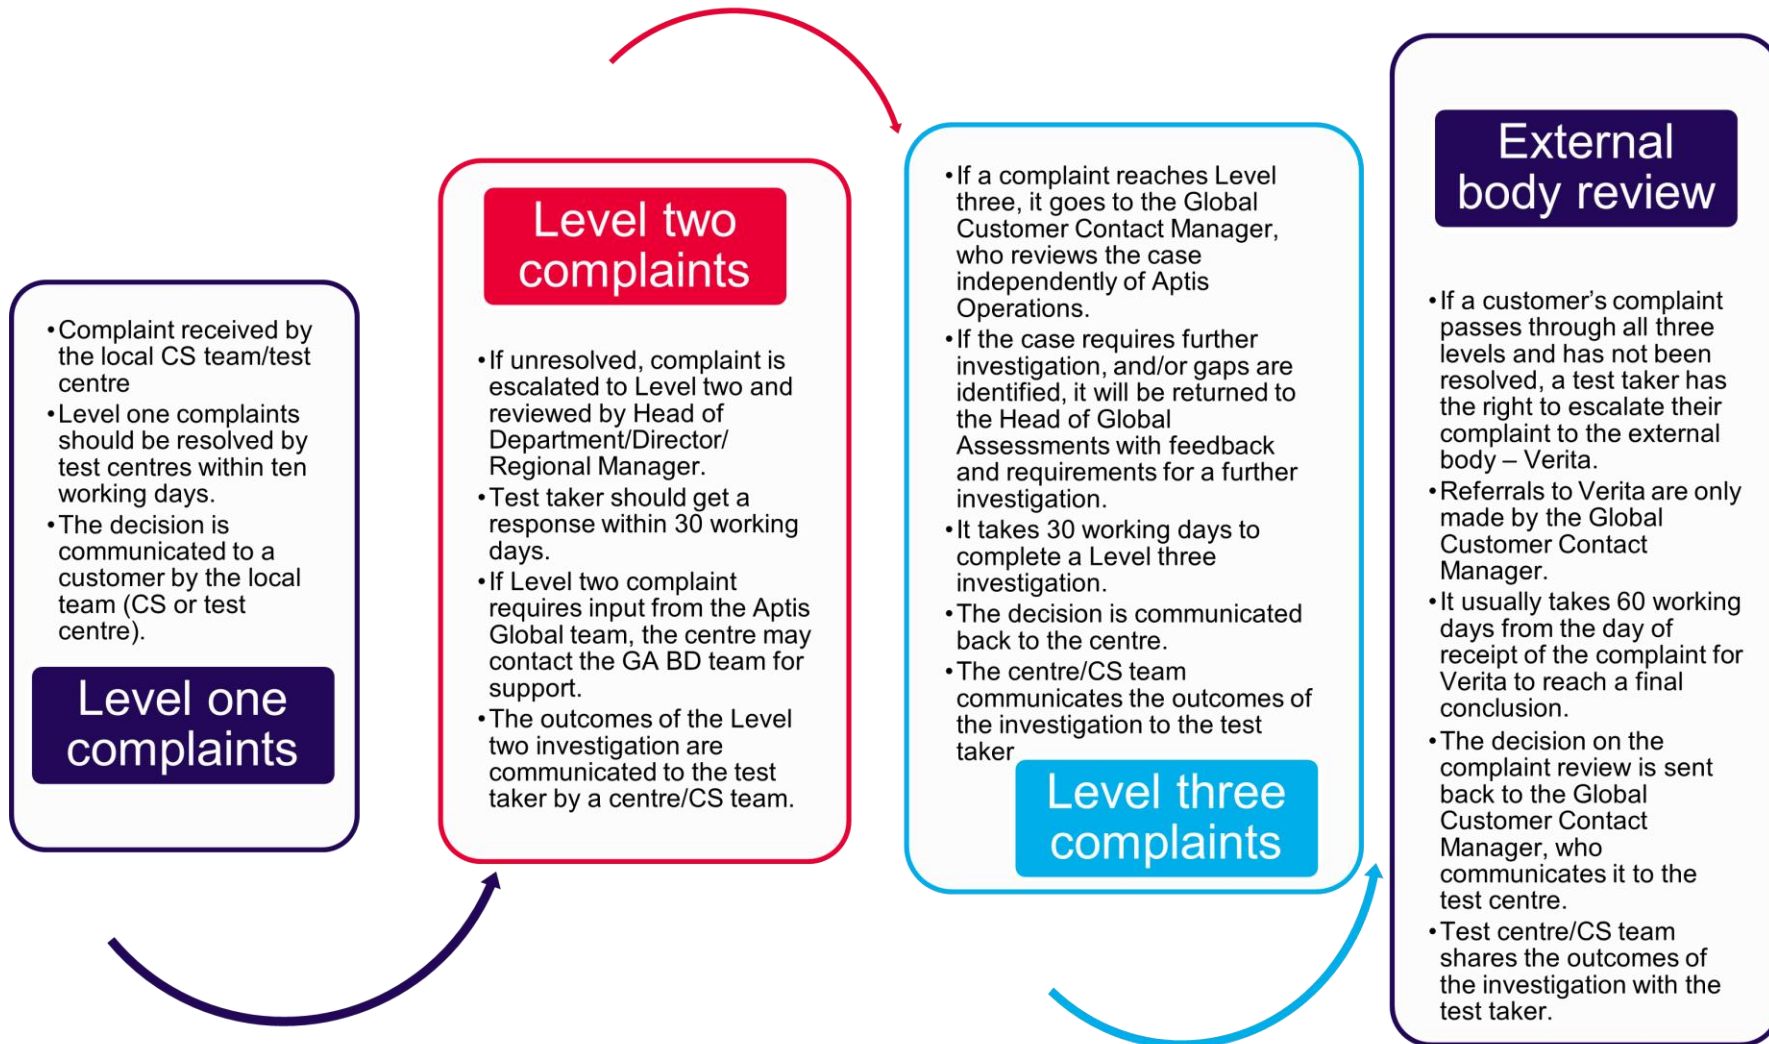 •Complaint received by
the local CS team/test
centre
•Level one complaints
should be resolved by
test centres within ten
working days.
•The decision is
communicated to a
customer by the local
team (CS or test
centre).
Level one
complaints
Level two
complaints
•If unresolved, complaint is
escalated to Level two and
reviewed by Head of
Department/Director/
Regional Manager.
•Test taker should get a
response within 30 working
days.
•If Level two complaint
requires input from the Aptis
Global team, the centre may
contact the GA BD team for
support.
•The outcomes of the Level
two investigation are
communicated to the test
taker by a centre/CS team.
•If a complaint reaches Level
three, it goes to the Global
Customer Contact Manager,
who reviews the case
independently of Aptis
Operations.
•If the case requires further
investigation, and/or gaps are
identified, it will be returned to
the Head of Global
Assessments with feedback
and requirements for a further
investigation.
•It takes 30 working days to
complete a Level three
investigation.
•The decision is communicated
back to the centre.
•The centre/CS team
communicates the outcomes of
the investigation to the test
taker
Level three
complaints
External
body review
•If a customer’s complaint
passes through all three
levels and has not been
resolved, a test taker has
the right to escalate their
complaint to the external
body – Verita.
•Referrals to Verita are only
made by the Global
Customer Contact
Manager.
•It usually takes 60 working
days from the day of
receipt of the complaint for
Verita to reach a final
conclusion.
•The decision on the
complaint review is sent
back to the Global
Customer Contact
Manager, who
communicates it to the
test centre.
•Test centre/CS team
shares the outcomes of
the investigation with the
test taker.